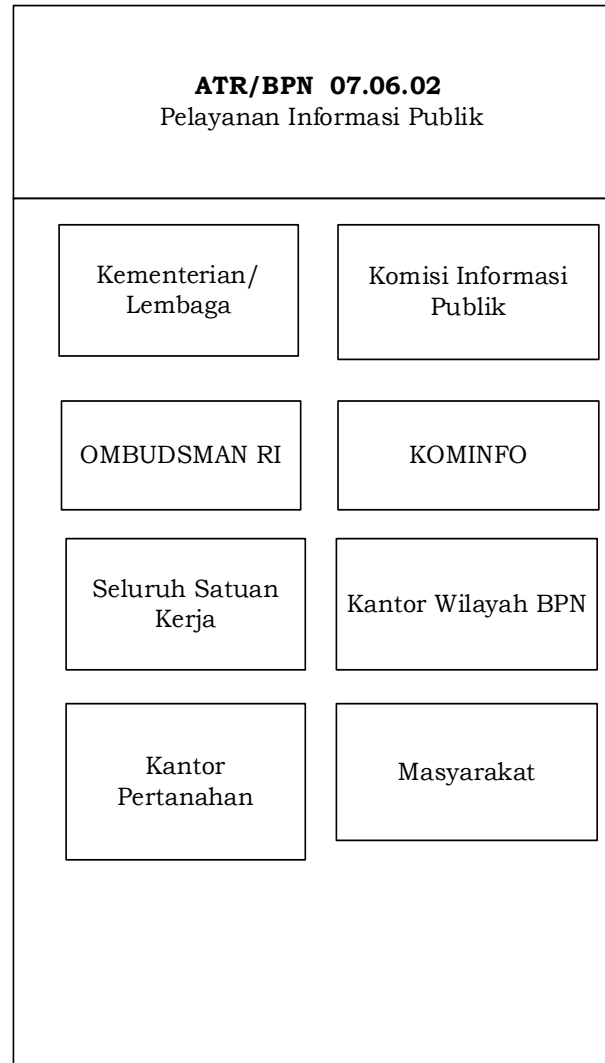 ATR/BPN 07.06.02
Pelayanan Informasi Publik
Kementerian/
Lembaga
Komisi Informasi
Publik
OMBUDSMAN RI
KOMINFO
Seluruh Satuan
Kerja
Kantor Wilayah BPN
Kantor
Pertanahan
Masyarakat